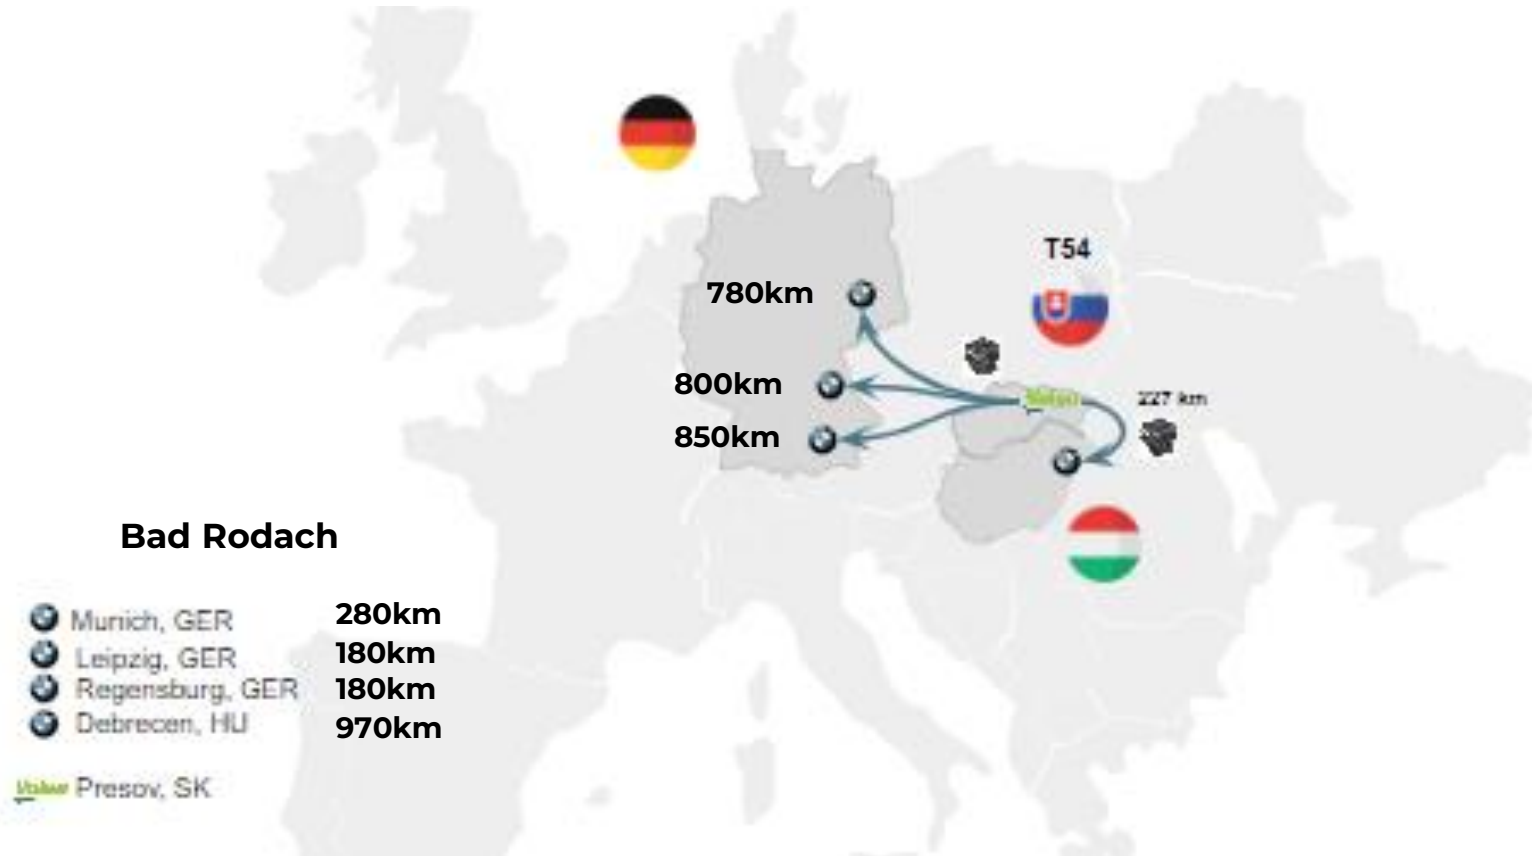 T54
780km
800km
227 km
850km
Bad Rodach
Munich, GER 280km
Leipzig, GER 180km
Regensburg, GER 180km
Debrecen, HU 970km
Valeo Presov, SK